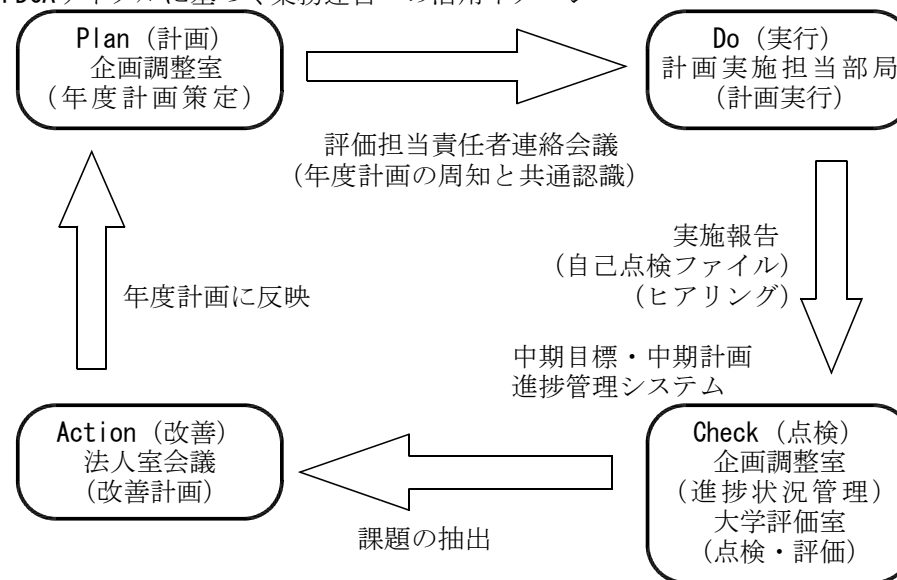 PDCAサイクルに基づく業務運営への活用イメージ
Plan（計画）
企画調整室
（年度計画策定）
Do（実行）
計画実施担当部局
（計画実行）
評価担当責任者連絡会議
（年度計画の周知と共通認識）
実施報告
（自己点検ファイル）
（ヒアリング）
年度計画に反映
中期目標・中期計画
進捗管理システム
Action（改善）
法人室会議
（改善計画）
Check（点検）
企画調整室
（進捗状況管理）
大学評価室
（点検・評価）
課題の抽出